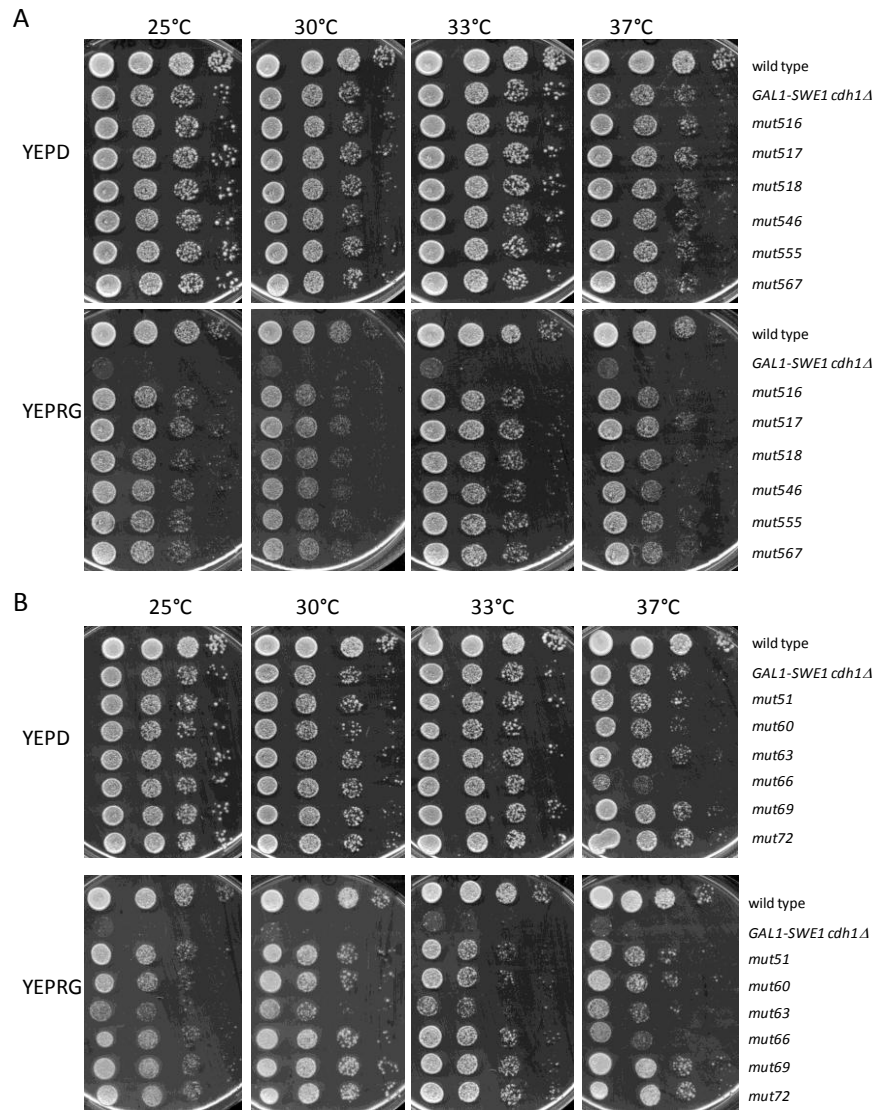 A
25°C 30°C 33°C 37°C
YEPD
wild type
GAL1-SWE1 cdh1Δ
mut516
mut517
mut518
mut546
mut555
mut567
YEPRG
wild type
GAL1-SWE1 cdh1Δ
mut516
mut517
mut518
mut546
mut555
mut567
B
25°C 30°C 33°C 37°C
YEPD
wild type
GAL1-SWE1 cdh1Δ
mut51
mut60
mut63
mut66
mut69
mut72
YEPRG
wild type
GAL1-SWE1 cdh1Δ
mut51
mut60
mut63
mut66
mut69
mut72